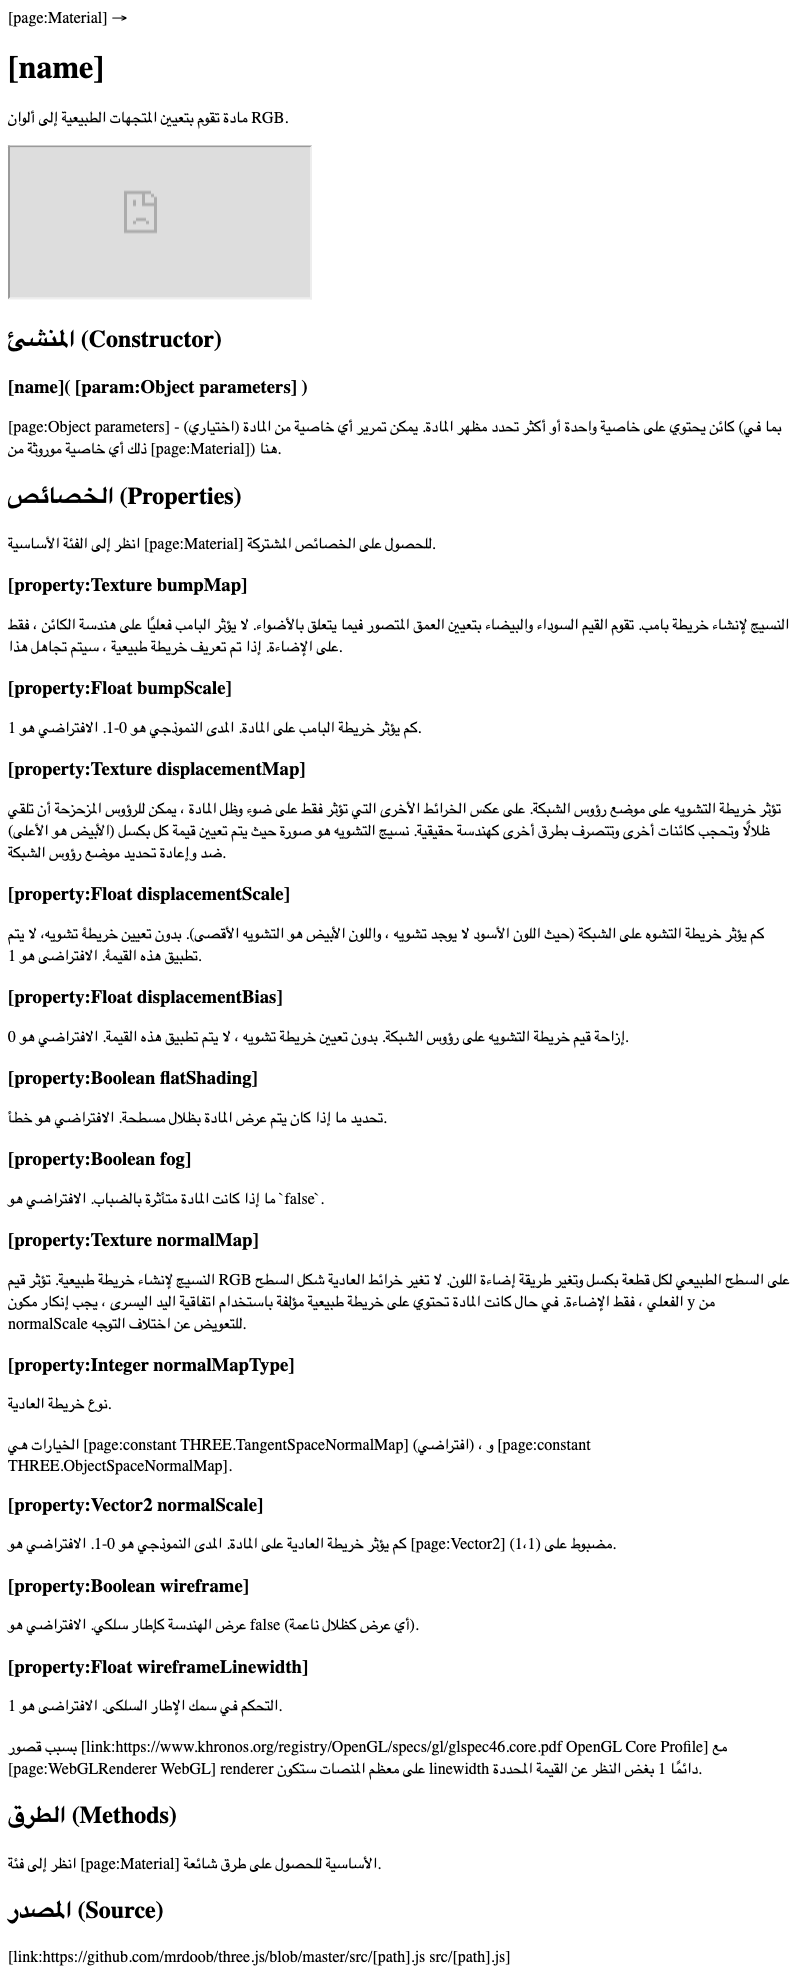 [page:Material] →
[name]
مادة تقوم بتعيين المتجهات الطبيعية إلى ألوان RGB.
المنشئ (Constructor)
[name]( [param:Object parameters] )
[page:Object parameters] - (اختياري) كائن يحتوي على خاصية واحدة أو أكثر تحدد مظهر المادة. يمكن تمرير أي خاصية من المادة (بما في
ذلك أي خاصية موروثة من [page:Material]) هنا.
الخصائص (Properties)
انظر إلى الفئة الأساسية [page:Material] للحصول على الخصائص المشتركة.
[property:Texture bumpMap]
النسيج لإنشاء خريطة بامب. تقوم القيم السوداء والبيضاء بتعيين العمق المتصور فيما يتعلق بالأضواء. لا يؤثر البامب فعليًا على هندسة الكائن ، فقط
على الإضاءة. إذا تم تعريف خريطة طبيعية ، سيتم تجاهل هذا.
[property:Float bumpScale]
كم يؤثر خريطة البامب على المادة. المدى النموذجي هو 0-1. الافتراضي هو 1.
[property:Texture displacementMap]
تؤثر خريطة التشويه على موضع رؤوس الشبكة. على عكس الخرائط الأخرى التي تؤثر فقط على ضوء وظل المادة ، يمكن للرؤوس المزحزحة أن تلقي
ظلالًا وتحجب كائنات أخرى وتتصرف بطرق أخرى كهندسة حقيقية. نسيج التشويه هو صورة حيث يتم تعيين قيمة كل بكسل (الأبيض هو الأعلى)
ضد وإعادة تحديد موضع رؤوس الشبكة.
[property:Float displacementScale]
كم يؤثر خريطة التشوه على الشبكة (حيث اللون الأسود لا يوجد تشويه ، واللون الأبيض هو التشويه الأقصى). بدون تعيين خريطة تشويه، لا يتم
تطبيق هذه القيمة. الافتراضي هو 1.
[property:Float displacementBias]
إزاحة قيم خريطة التشويه على رؤوس الشبكة. بدون تعيين خريطة تشويه ، لا يتم تطبيق هذه القيمة. الافتراضي هو 0.
[property:Boolean flatShading]
تحديد ما إذا كان يتم عرض المادة بظلال مسطحة. الافتراضي هو خطأ.
[property:Boolean fog]
ما إذا كانت المادة متأثرة بالضباب. الافتراضي هو `false`.
[property:Texture normalMap]
النسيج لإنشاء خريطة طبيعية. تؤثر قيم RGB على السطح الطبيعي لكل قطعة بكسل وتغير طريقة إضاءة اللون. لا تغير خرائط العادية شكل السطح
الفعلي ، فقط الإضاءة. في حال كانت المادة تحتوي على خريطة طبيعية مؤلفة باستخدام اتفاقية اليد اليسرى ، يجب إنكار مكون y من
normalScale للتعويض عن اختلاف التوجه.
[property:Integer normalMapType]
نوع خريطة العادية.
الخيارات هي [page:constant THREE.TangentSpaceNormalMap] (افتراضي) ، و [page:constant
THREE.ObjectSpaceNormalMap].
[property:Vector2 normalScale]
كم يؤثر خريطة العادية على المادة. المدى النموذجي هو 0-1. الافتراضي هو [page:Vector2] مضبوط على (1،1).
[property:Boolean wireframe]
عرض الهندسة كإطار سلكي. الافتراضي هو false (أي عرض كظلال ناعمة).
[property:Float wireframeLinewidth]
التحكم في سمك الإطار السلكي. الافتراضي هو 1.
بسبب قصور [link:https://www.khronos.org/registry/OpenGL/specs/gl/glspec46.core.pdf OpenGL Core Profile] مع
[page:WebGLRenderer WebGL] renderer على معظم المنصات ستكون linewidth دائمًا 1 بغض النظر عن القيمة المحددة.
الطرق (Methods)
انظر إلى فئة [page:Material] الأساسية للحصول على طرق شائعة.
المصدر (Source)
[link:https://github.com/mrdoob/three.js/blob/master/src/[path].js src/[path].js]